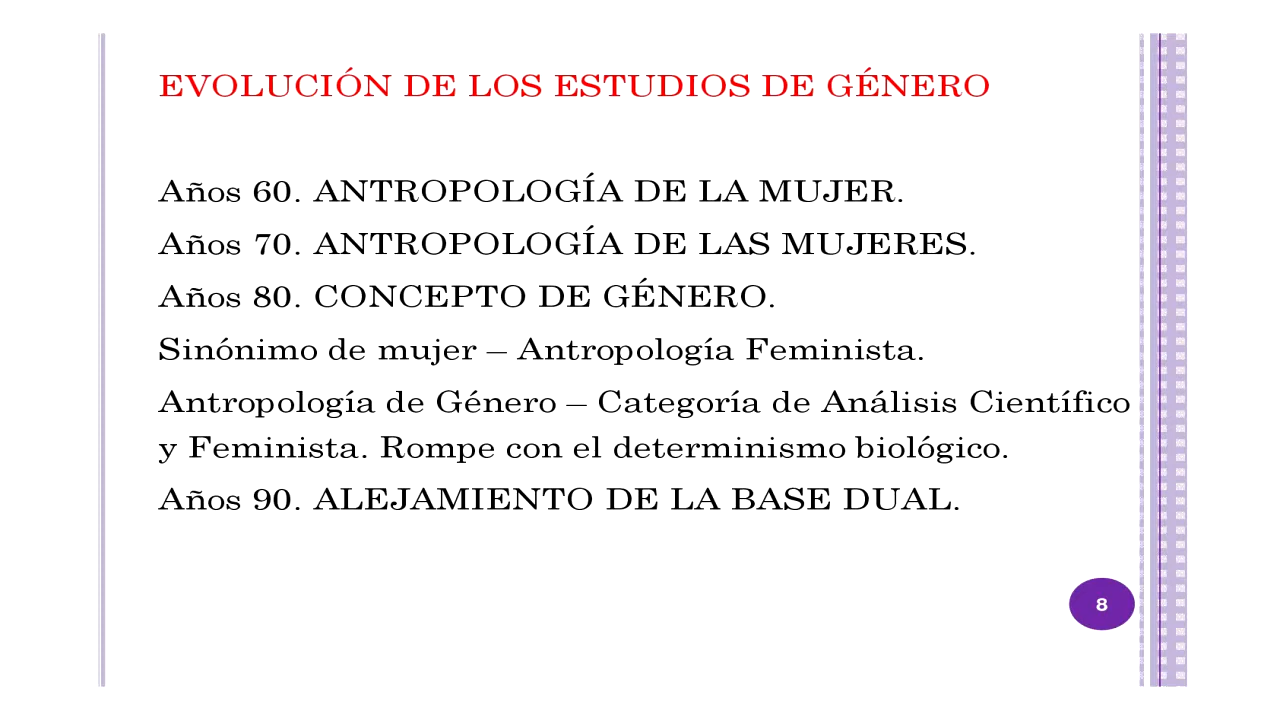 EVOLUCIÓN DE LOS ESTUDIOS DE GÉNERO
Años 60. ANTROPOLOGÍA DE LA MUJER.
Años 70. ANTROPOLOGÍA DE LAS MUJERES.
Años 80. CONCEPTO DE GÉNERO.
Sinónimo de mujer – Antropología Feminista.
Antropología de Género – Categoría de Análisis Científico
y Feminista. Rompe con el determinismo biológico.
Años 90. ALEJAMIENTO DE LA BASE DUAL.
8